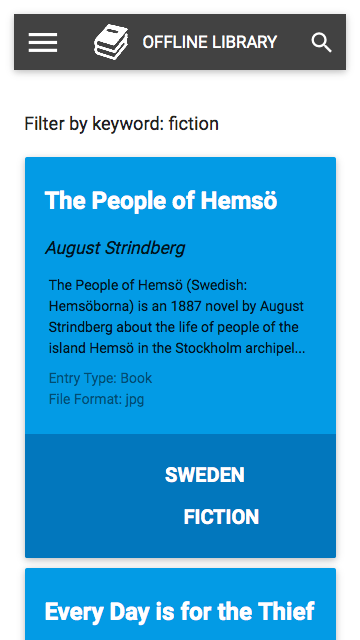 OFFLINE LIBRARY
Filter by keyword: fiction
The People of Hemsö
August Strindberg
The People of Hemsö (Swedish:
Hemsöborna) is an 1887 novel by August
Strindberg about the life of people of the
island Hemsö in the Stockholm archipel...
Entry Type: Book
File Format: jpg
SWEDEN
FICTION
Every Day is for the Thief